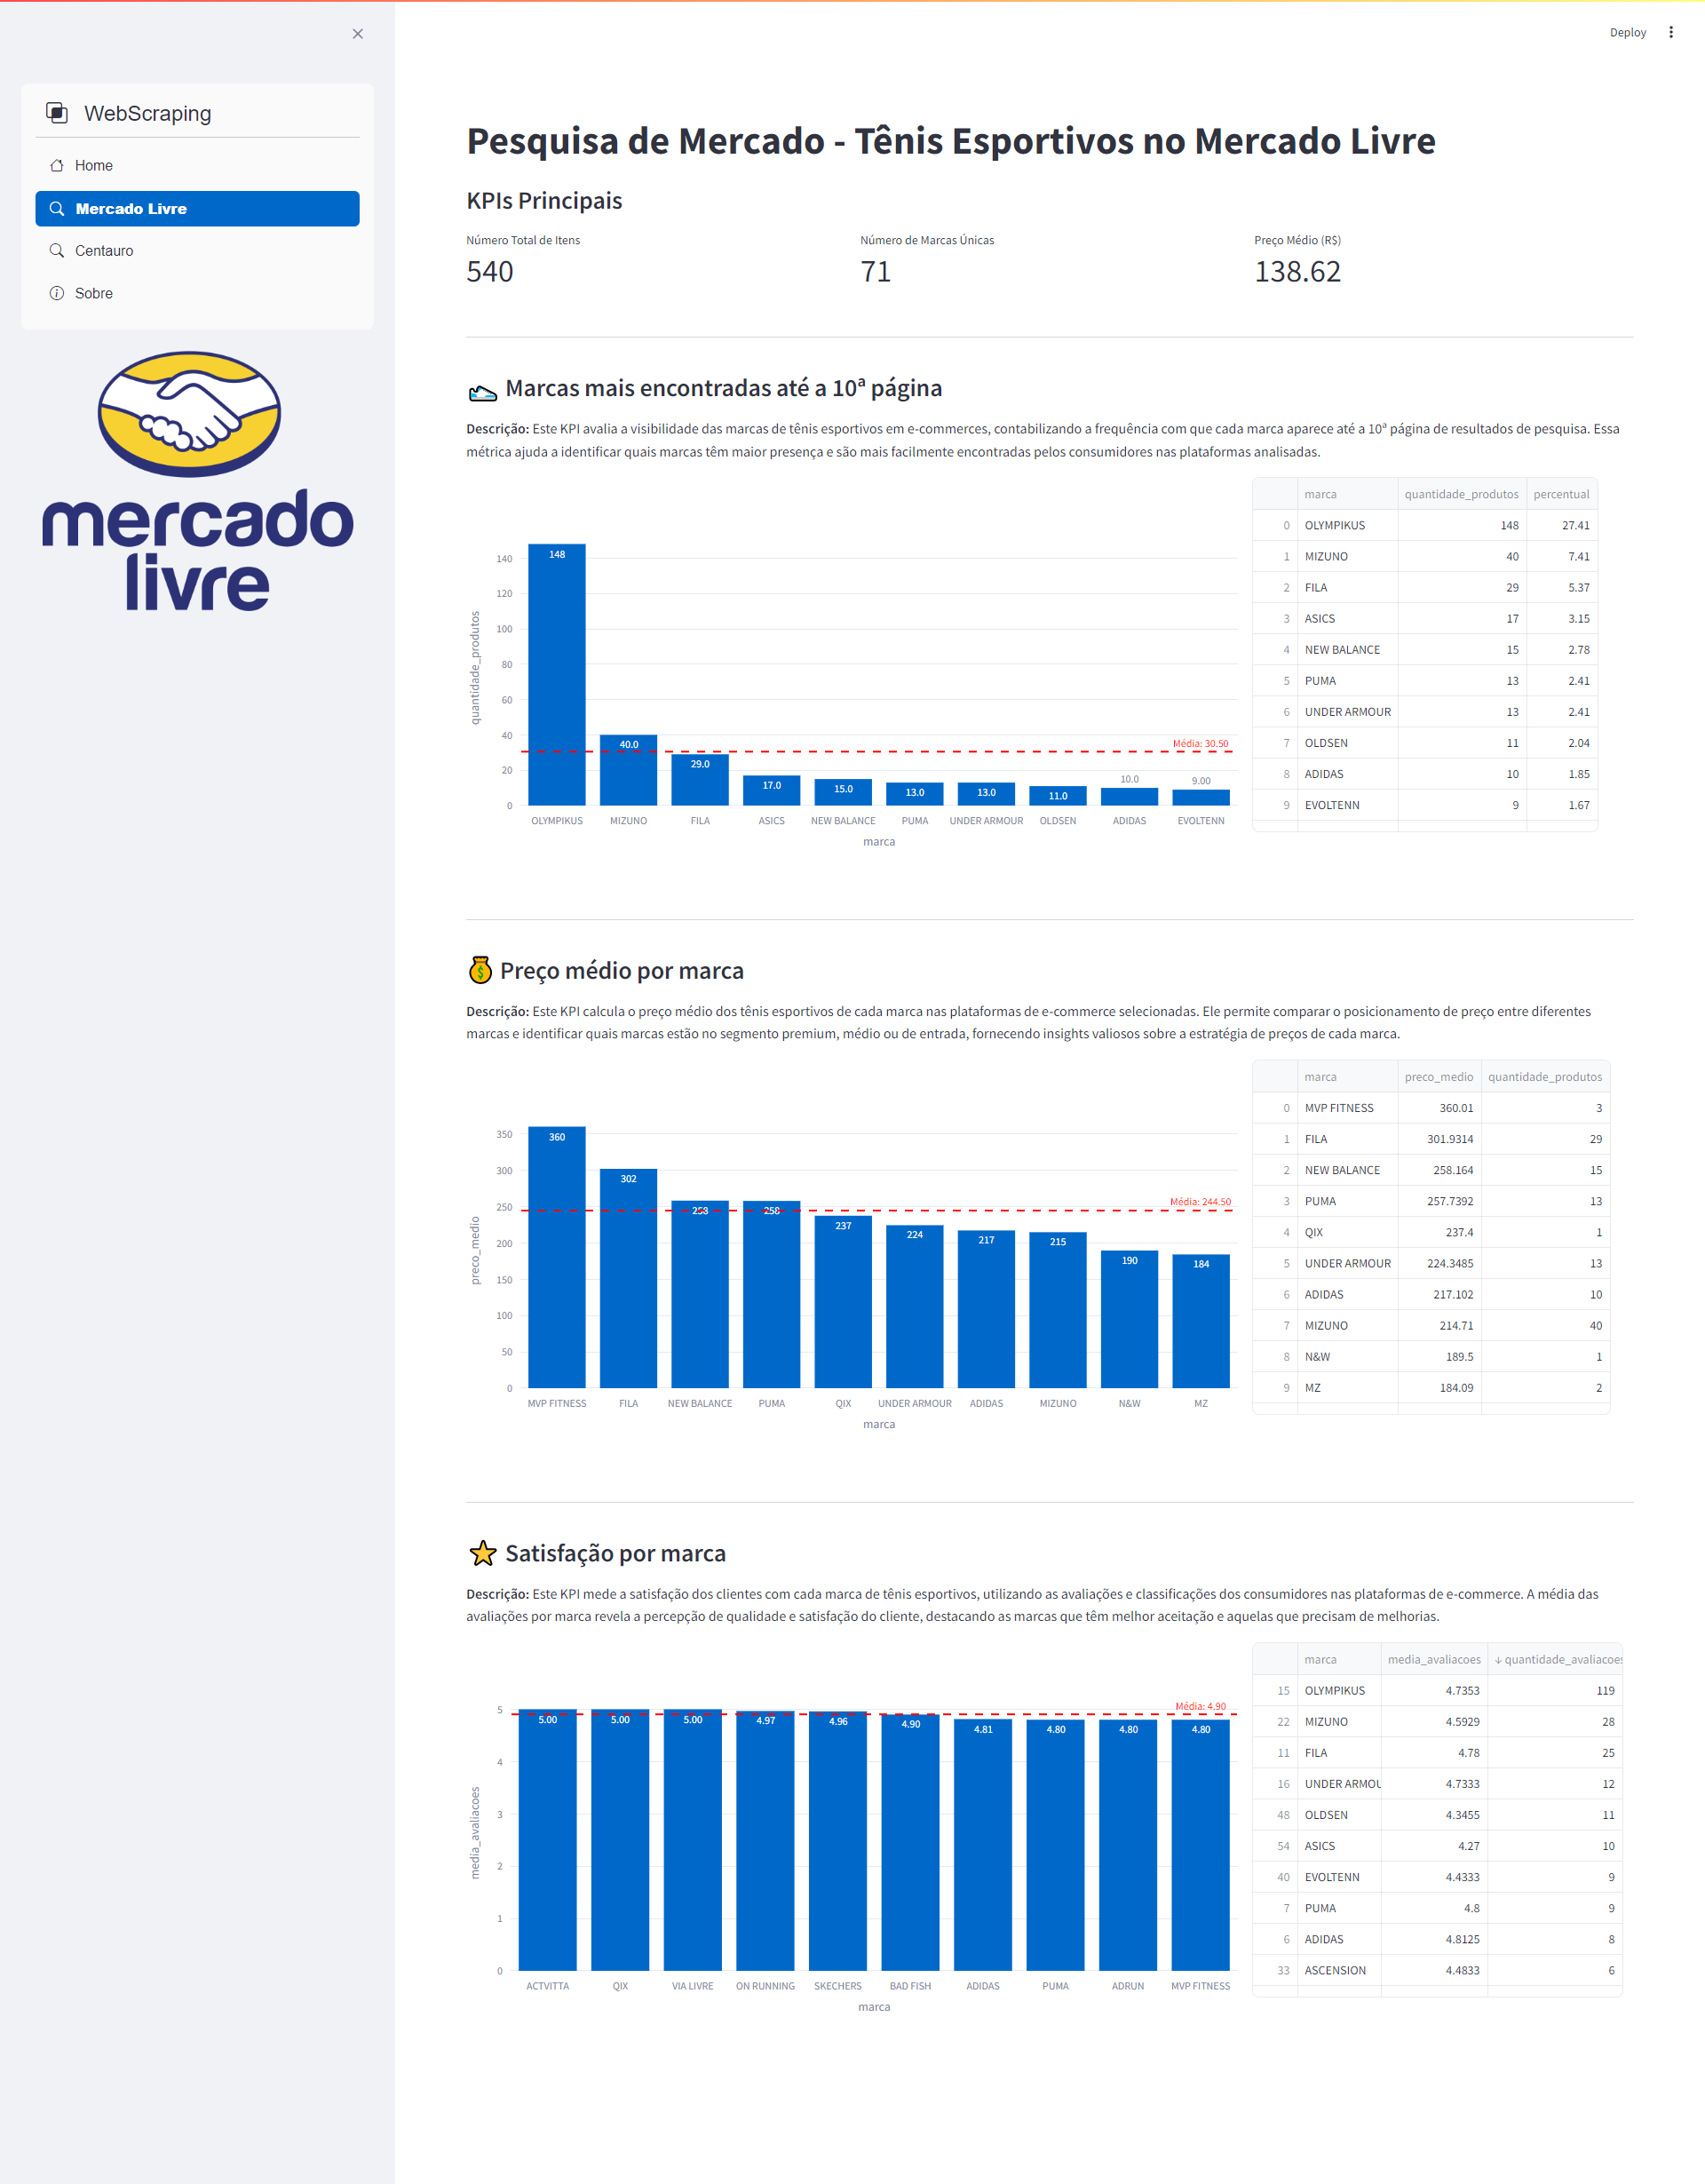 Deploy
WebScraping
Home
Mercado Livre
Centauro
Sobre
mercado
livre
Pesquisa de Mercado - Tênis Esportivos no Mercado Livre
KPIs Principais
Número Total de Itens
540
Número de Marcas Únicas
71
Preço Médio (R$)
138.62
Marcas mais encontradas até a 10ª página
Descrição: Este KPI avalia a visibilidade das marcas de tênis esportivos em e-commerces, contabilizando a frequência com que cada marca aparece até a 10ª página de resultados de pesquisa. Essa
métrica ajuda a identificar quais marcas têm maior presença e são mais facilmente encontradas pelos consumidores nas plataformas analisadas.
quantidade_produtos
140
120
100
80
60
40
20
0
148
40.0
29.0
17.0
15.0
13.0
13.0
11.0
10.0
9.00
Média: 30.50
OLYMPIKUS MIZUNO FILA ASICS NEW BALANCE PUMA UNDER ARMOUR OLDSEN ADIDAS EVOLTENN
marca
marca quantidade_produtos percentual
0 OLYMPIKUS 148 27.41
1 MIZUNO 40 7.41
2 FILA 29 5.37
3 ASICS 17 3.15
4 NEW BALANCE 15 2.78
5 PUMA 13 2.41
6 UNDER ARMOUR 13 2.41
7 OLDSEN 11 2.04
8 ADIDAS 10 1.85
9 EVOLTENN 9 1.67
Preço médio por marca
Descrição: Este KPI calcula o preço médio dos tênis esportivos de cada marca nas plataformas de e-commerce selecionadas. Ele permite comparar o posicionamento de preço entre diferentes
marcas e identificar quais marcas estão no segmento premium, médio ou de entrada, fornecendo insights valiosos sobre a estratégia de preços de cada marca.
preco_medio
350
300
250
200
150
100
50
0
360
302
258
258
237
224
217
215
190
184
Média: 244.50
MVP FITNESS FILA NEW BALANCE PUMA QIX UNDER ARMOUR ADIDAS MIZUNO N&W MZ
marca
marca preco_medio quantidade_produtos
0 MVP FITNESS 360.01 3
1 FILA 301.9314 29
2 NEW BALANCE 258.164 15
3 PUMA 257.7392 13
4 QIX 237.4 1
5 UNDER ARMOUR 224.3485 13
6 ADIDAS 217.102 10
7 MIZUNO 214.71 40
8 N&W 189.5 1
9 MZ 184.09 2
Satisfação por marca
Descrição: Este KPI mede a satisfação dos clientes com cada marca de tênis esportivos, utilizando as avaliações e classificações dos consumidores nas plataformas de e-commerce. A média das
avaliações por marca revela a percepção de qualidade e satisfação do cliente, destacando as marcas que têm melhor aceitação e aquelas que precisam de melhorias.
media_avaliacoes
5
4
3
2
1
0
5.00
5.00
5.00
4.97
4.96
4.90
4.81
4.80
4.80
4.80
Média: 4.90
ACTVITTA QIX VIA LIVRE ON RUNNING SKECHERS BAD FISH ADIDAS PUMA ADRUN MVP FITNESS
marca
marca media_avaliacoes ↓ quantidade_avaliacoes
15 OLYMPIKUS 4.7353 119
22 MIZUNO 4.5929 28
11 FILA 4.78 25
16 UNDER ARMOU 4.7333 12
48 OLDSEN 4.3455 11
54 ASICS 4.27 10
40 EVOLTENN 4.4333 9
7 PUMA 4.8 9
6 ADIDAS 4.8125 8
33 ASCENSION 4.4833 6